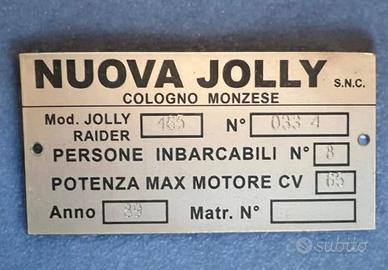 NUOVA JOLLY S.N.C.
COLOGNO MONZESE
Mod. JOLLY RAIDER 465 N° 033 4
PERSONE INBARCABILI N° 8
POTENZA MAX MOTORE CV 65
Anno 89 Matr. N°
subito